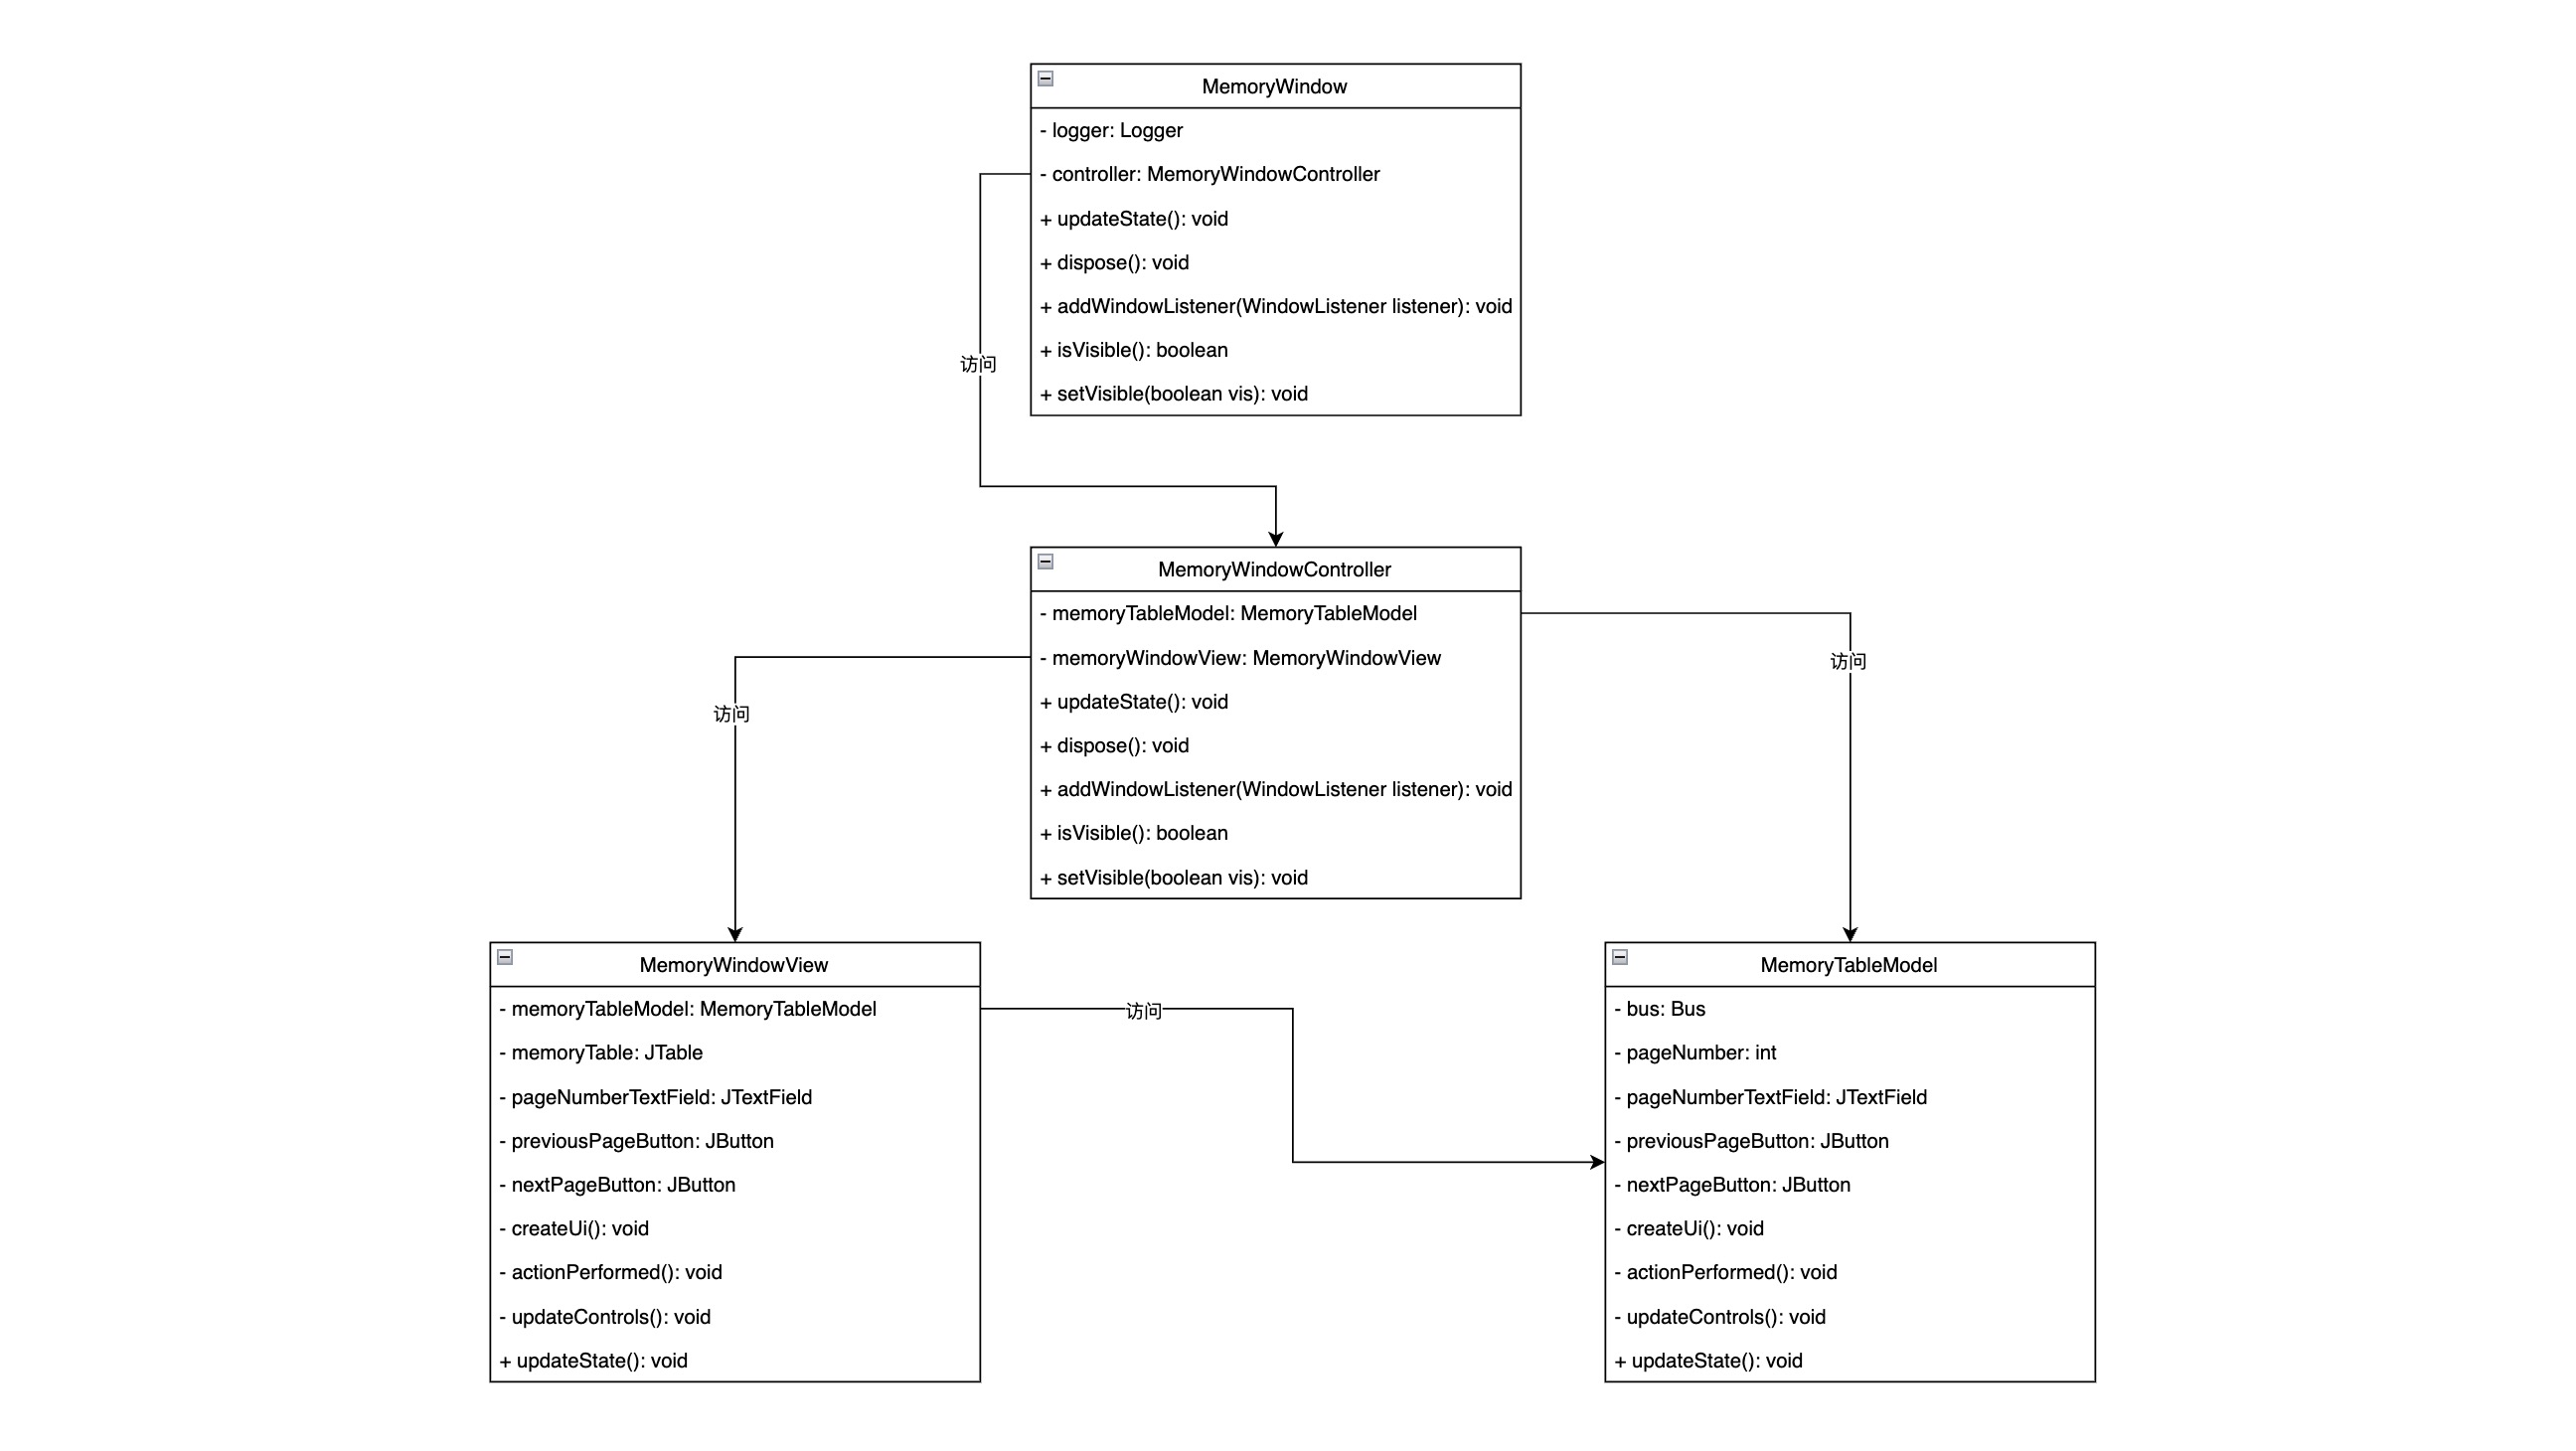 MemoryWindow
- logger: Logger
- controller: MemoryWindowController
+ updateState(): void
+ dispose(): void
+ addWindowListener(WindowListener listener): void
+ isVisible(): boolean
+ setVisible(boolean vis): void
访问
MemoryWindowController
- memoryTableModel: MemoryTableModel
- memoryWindowView: MemoryWindowView
+ updateState(): void
+ dispose(): void
+ addWindowListener(WindowListener listener): void
+ isVisible(): boolean
+ setVisible(boolean vis): void
访问
访问
MemoryWindowView
- memoryTableModel: MemoryTableModel
- memoryTable: JTable
- pageNumberTextField: JTextField
- previousPageButton: JButton
- nextPageButton: JButton
- createUi(): void
- actionPerformed(): void
- updateControls(): void
+ updateState(): void
访问
MemoryTableModel
- bus: Bus
- pageNumber: int
- pageNumberTextField: JTextField
- previousPageButton: JButton
- nextPageButton: JButton
- createUi(): void
- actionPerformed(): void
- updateControls(): void
+ updateState(): void